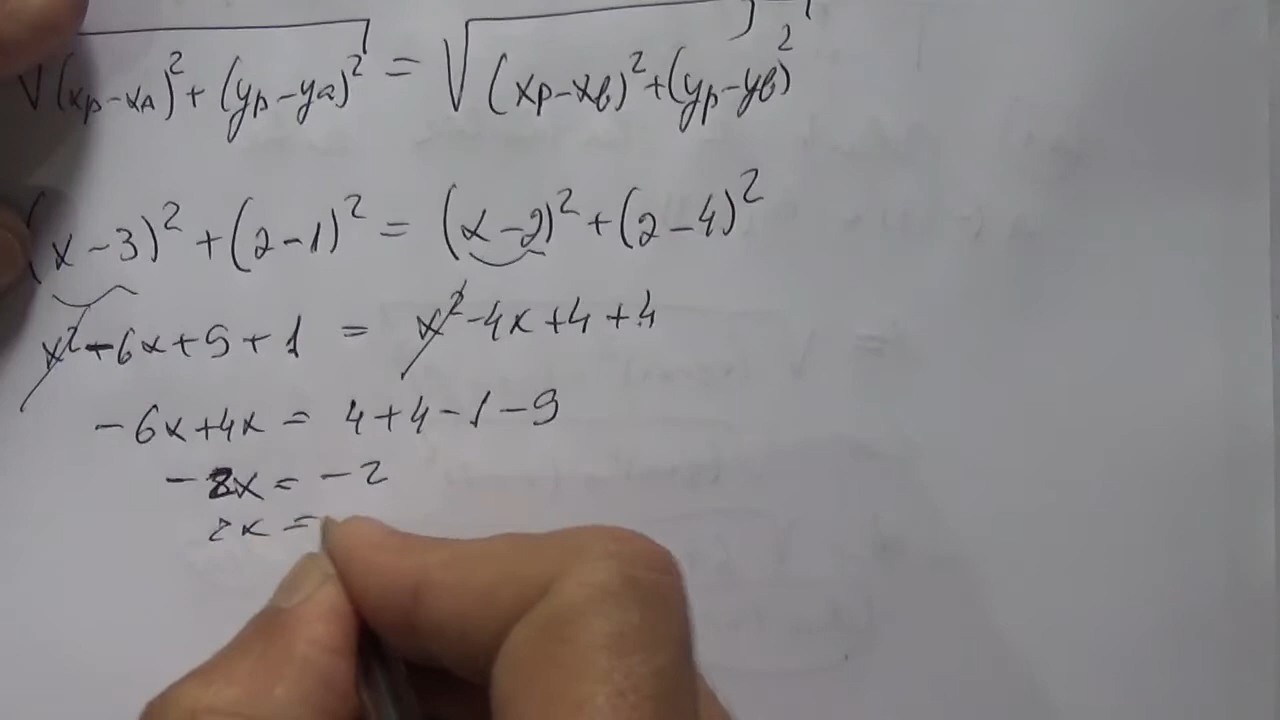 √(xp-xA)²+(yp-ya)² = √(xp-xb)²+(yp-yb)²
(x-3)²+(2-1)² = (x-2)²+(2-4)²
x²-6x+9+1 = x²-4x+4+4
-6x+4x = 4+4-1-9
-2x = -2
2x =